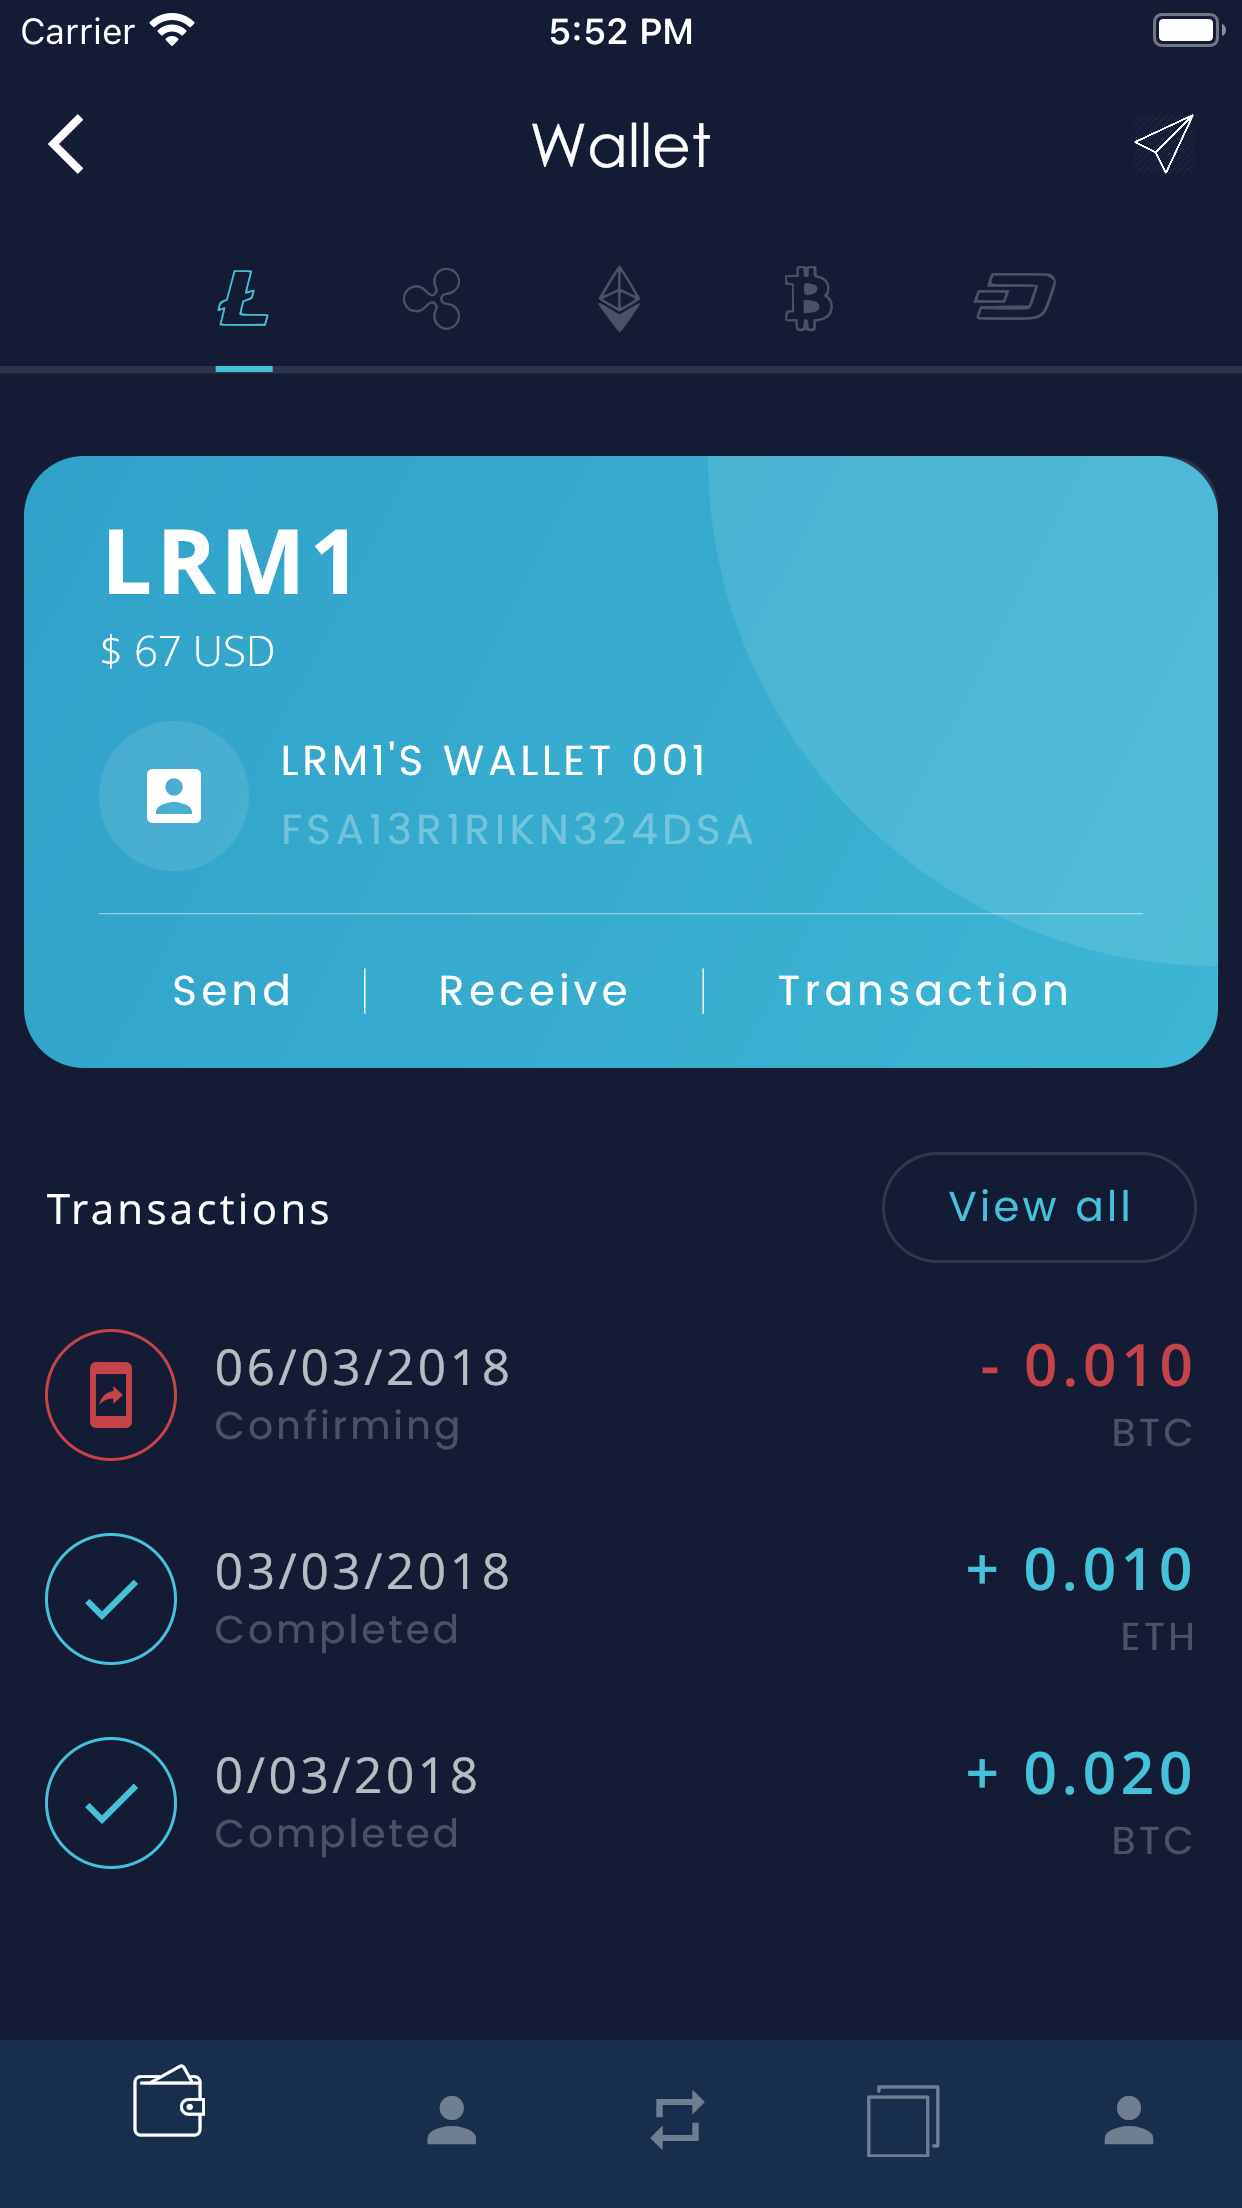 Carrier 5:52 PM
Wallet
LRM1
$ 67 USD
LRM1'S WALLET 001
FSA13R1RIKN324DSA
Send Receive Transaction
Transactions View all
06/03/2018 - 0.010
Confirming BTC
03/03/2018 + 0.010
Completed ETH
0/03/2018 + 0.020
Completed BTC